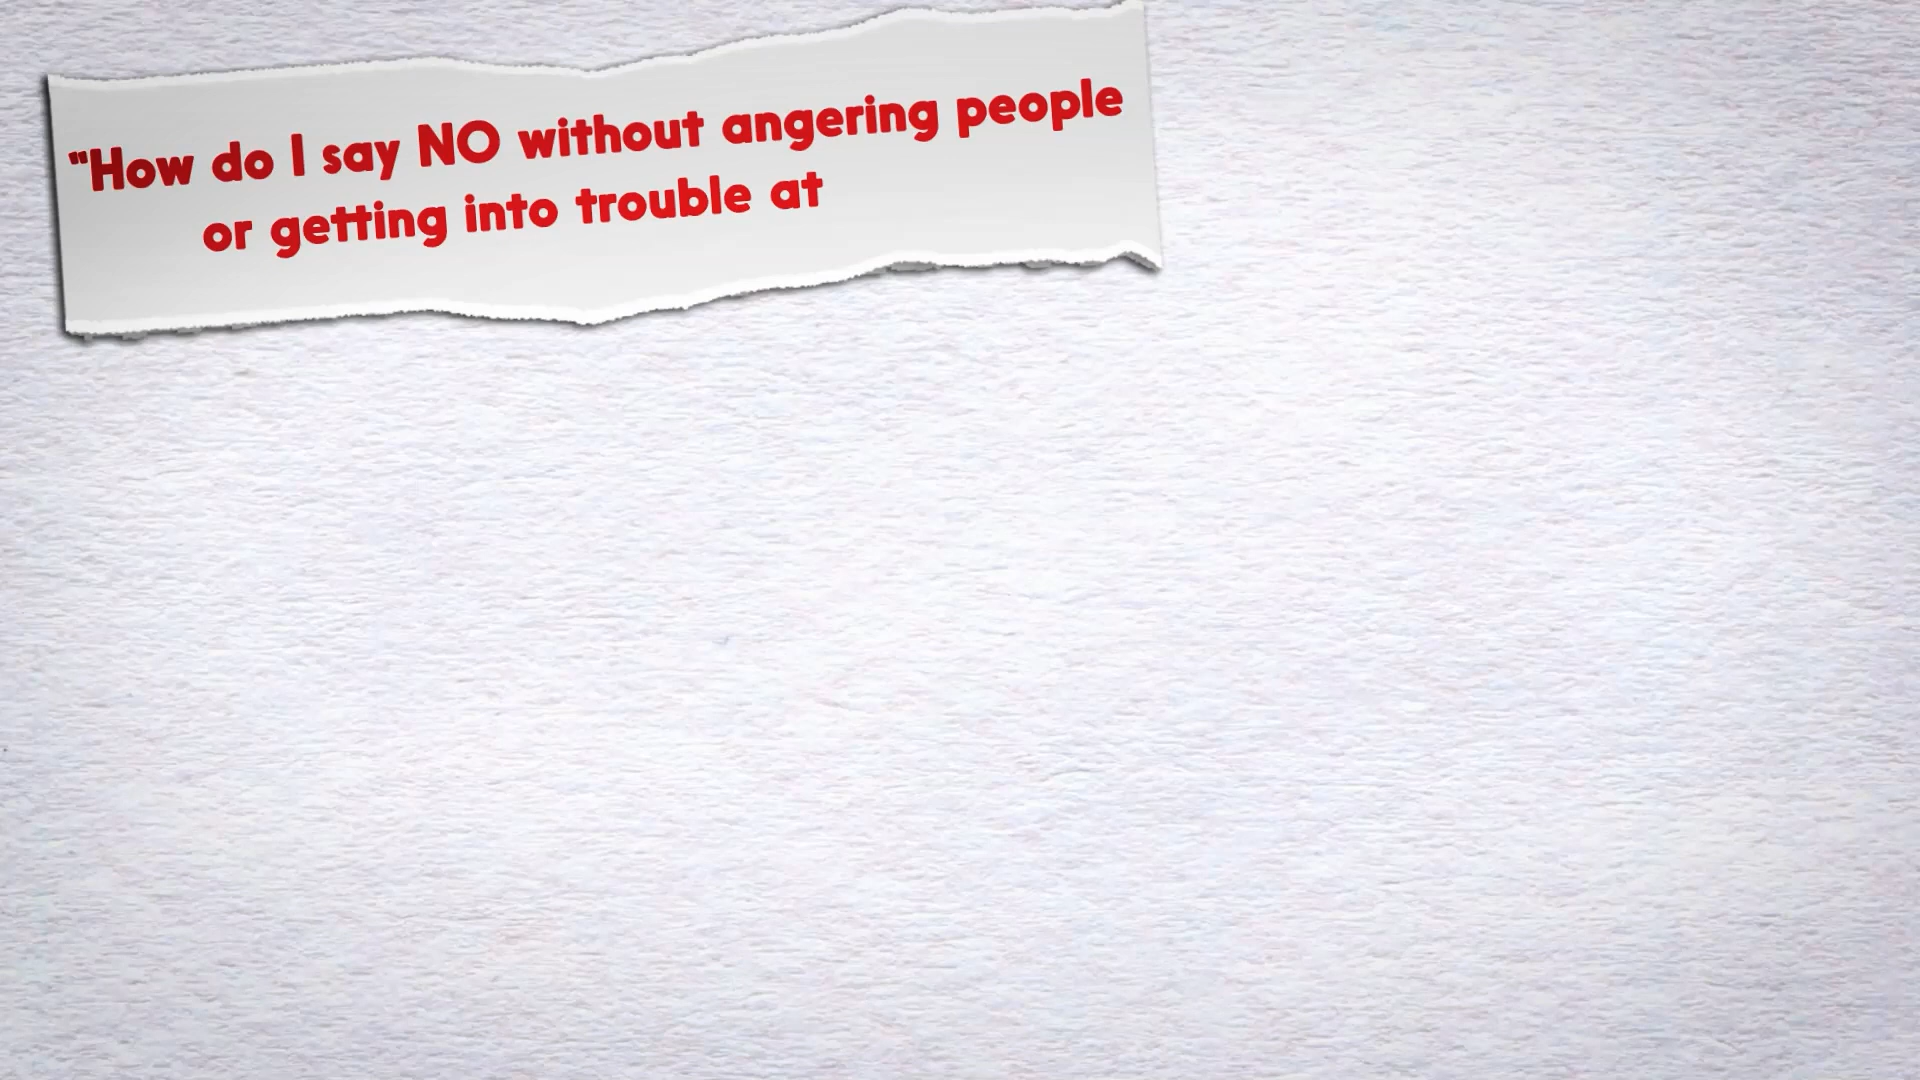 "How do I say NO without angering people
or getting into trouble at